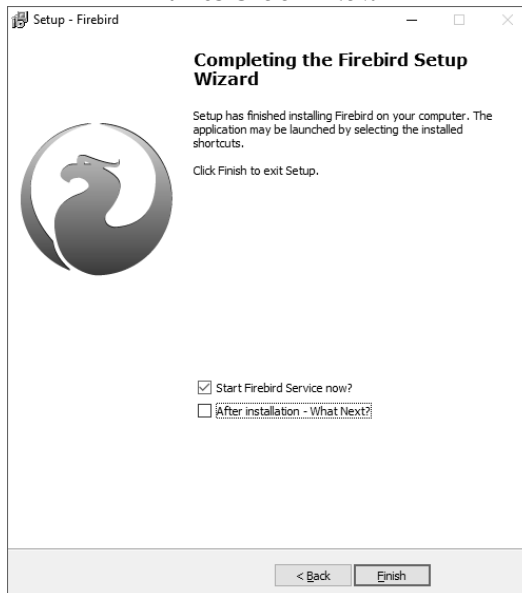 Setup - Firebird
Completing the Firebird Setup
Wizard
Setup has finished installing Firebird on your computer. The
application may be launched by selecting the installed
shortcuts.
Click Finish to exit Setup.
Start Firebird Service now?
After installation - What Next?
< Back
Finish